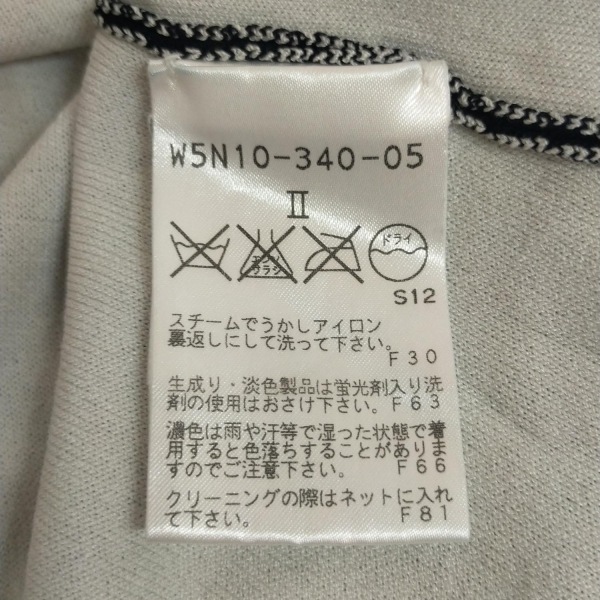 W5N10-340-05
II
エンソ
サラシ
ドライ
S12
スチームでうかしアイロン
裏返しにして洗って下さい。
F30
生成り・淡色製品は蛍光剤入り洗
剤の使用はおさけ下さい。F63
濃色は雨や汗等で湿った状態で着
用すると色落ちすることがありま
すのでご注意下さい。 F66
クリーニングの際はネットに入れ
て下さい。 F81